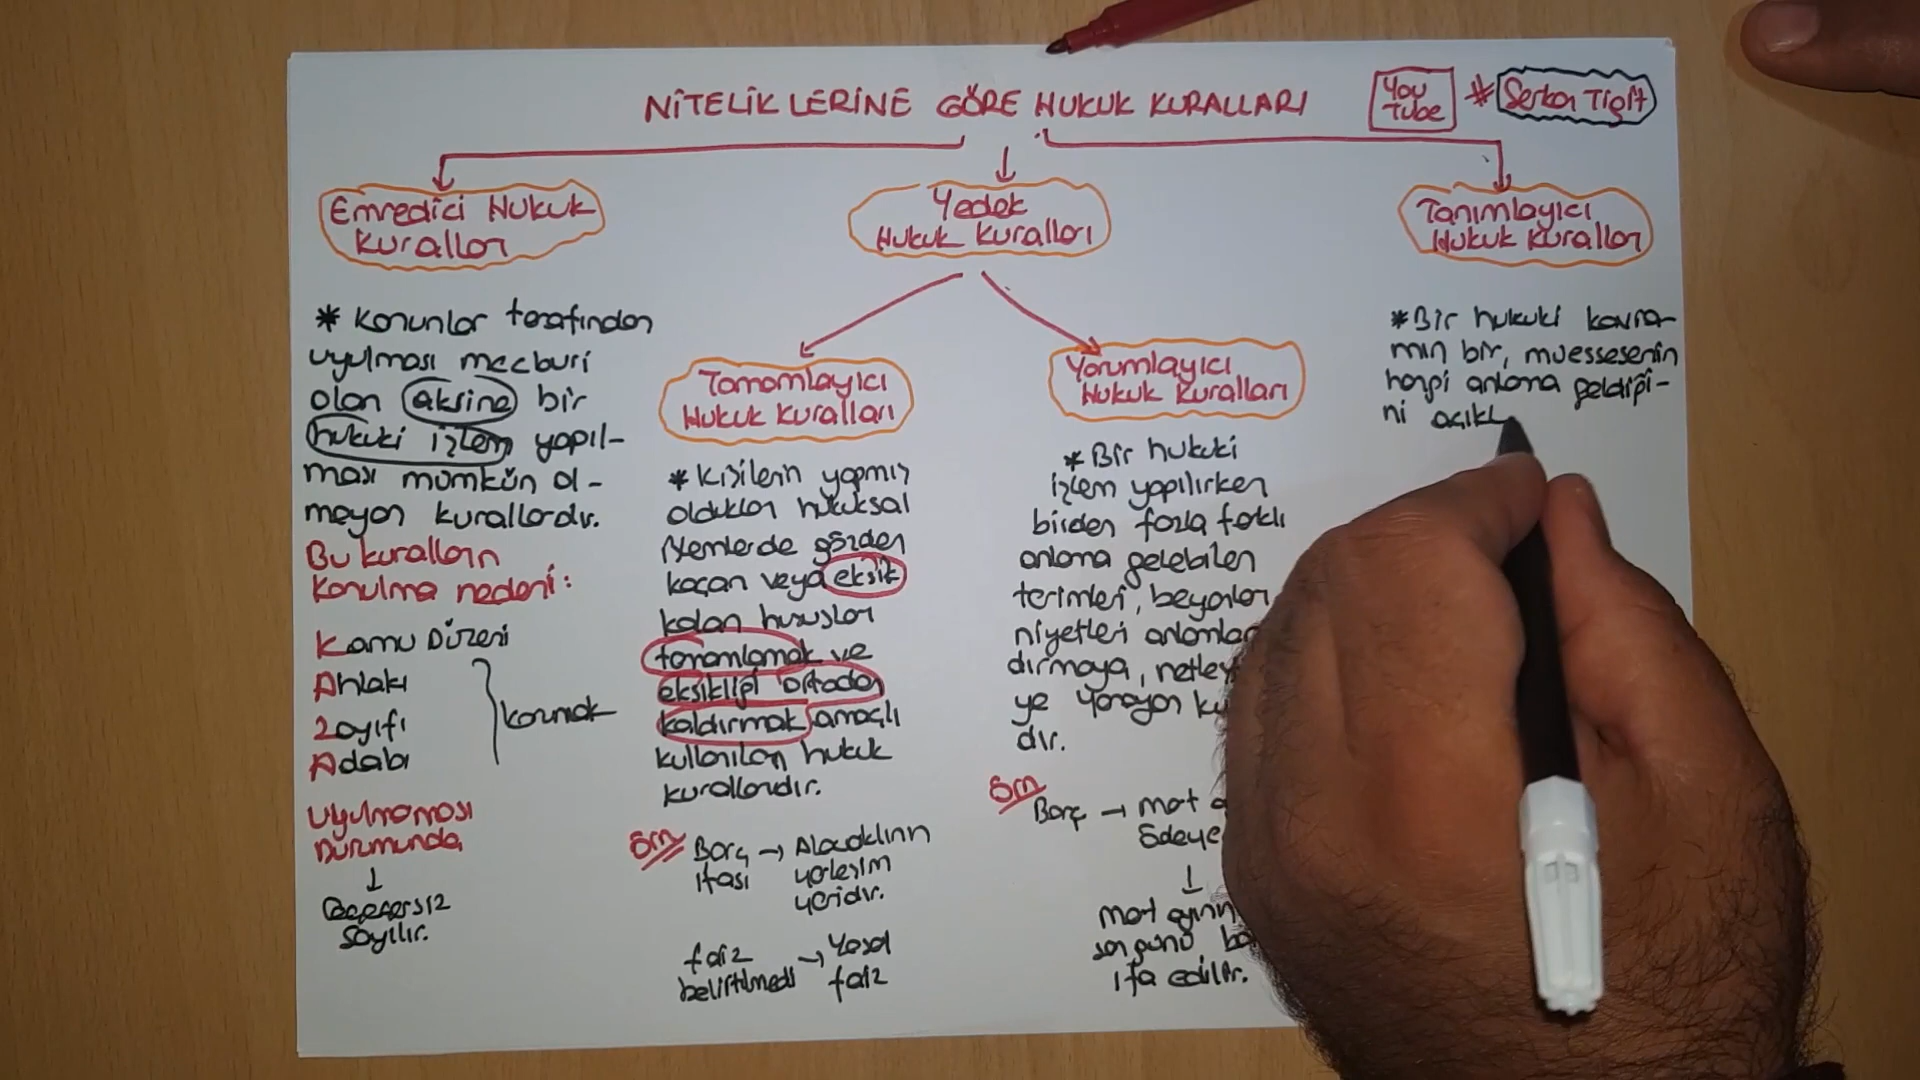 NİTELİKLERİNE GÖRE HUKUK KURALLARI
You
Tube
* Serkan Tigit
Emredici Hukuk
Kuralları
* Kanunlar tarafından
uyulması mecburi
olan aksine bir
hukuki işlem yapıl-
ması mümkün ol-
mayan kurallardır.
Bu kuralların
Konulma nedeni:
Kamu Düzeni
Ahlakı
Zayıfı
Adabı
korumak
Uyulmaması
Durumunda
↓
Geçersiz
Sayılır.
Yedek
Hukuk Kuralları
Tamamlayıcı
Hukuk Kuralları
* Kişilerin yapmış
oldukları hukuksal
işlemlerde gözden
kaçan veya eksik
kalan hususları
tamamlamak ve
eksikliği ortadan
kaldırmak amaçlı
kullanılan hukuk
kurallarıdır.
Örn Borç → Alacaklının
ifası yerleşim
yeridir.
faiz → Yasal
belirtilmedi faiz
Yorumlayıcı
Hukuk Kuralları
* Bir hukuki
işlem yapılırken
birden fazla farklı
anlama gelebilen
terimleri, beyanları
niyetleri anlamlan
dırmaya, netley
ye yarayan ku
dır.
Örn
Borç → mart a
ödeye
↓
mart ayının
son günü bo
ifa edilir.
Tanımlayıcı
Hukuk Kuralları
* Bir hukuki kavra-
mın bir, muessesenin
hangi anlama geldiği-
ni açıkl